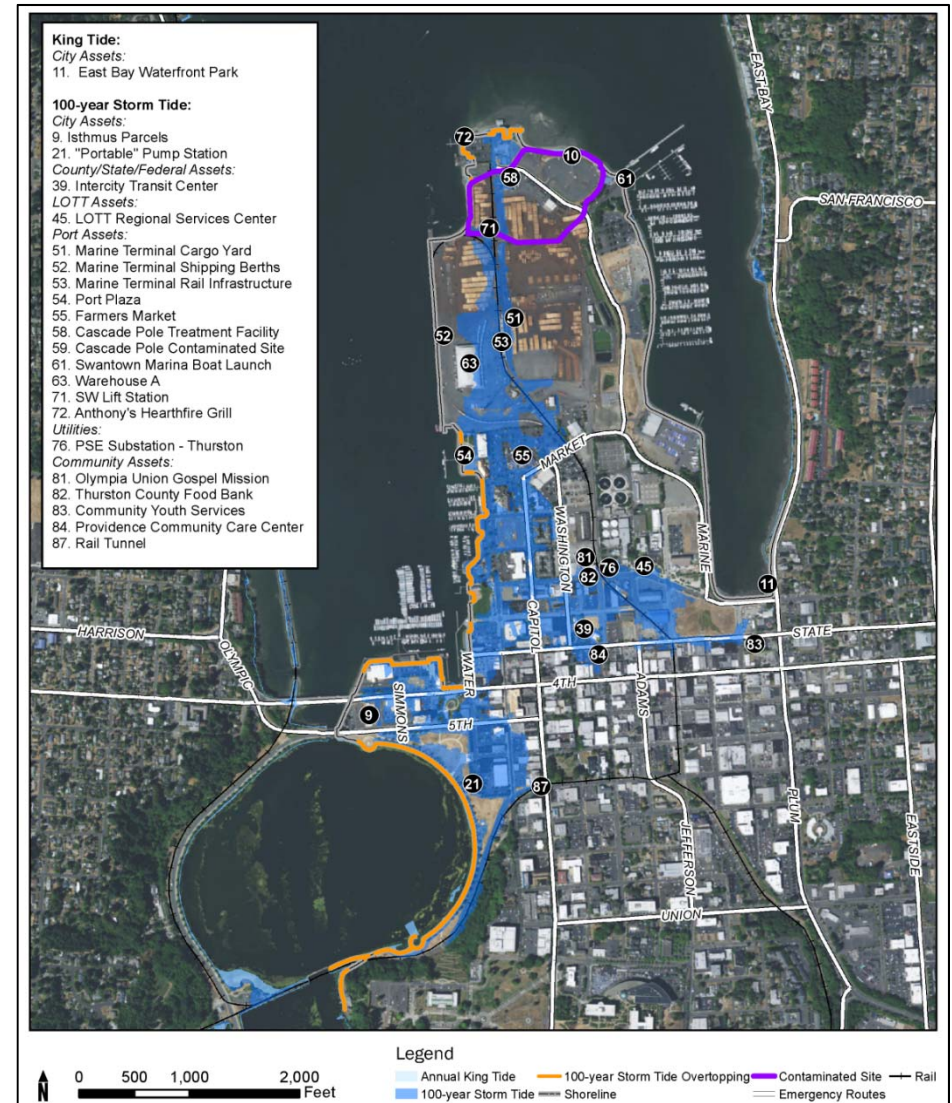 King Tide:
City Assets:
11. East Bay Waterfront Park
100-year Storm Tide:
City Assets:
9. Isthmus Parcels
21. "Portable" Pump Station
County/State/Federal Assets:
39. Intercity Transit Center
LOTT Assets:
45. LOTT Regional Services Center
Port Assets:
51. Marine Terminal Cargo Yard
52. Marine Terminal Shipping Berths
53. Marine Terminal Rail Infrastructure
54. Port Plaza
55. Farmers Market
58. Cascade Pole Treatment Facility
59. Cascade Pole Contaminated Site
61. Swantown Marina Boat Launch
63. Warehouse A
71. SW Lift Station
72. Anthony's Hearthfire Grill
Utilities:
76. PSE Substation - Thurston
Community Assets:
81. Olympia Union Gospel Mission
82. Thurston County Food Bank
83. Community Youth Services
84. Providence Community Care Center
87. Rail Tunnel
EAST BAY
72
10
58
61
SAN FRANCISCO
71
51
52
53
63
54
55
MARKET
WASHINGTON
MARINE
81
76
45
82
11
CAPITOL
39
83
STATE
HARRISON
84
OLYMPIC
WATER
4TH
SIMMONS
ADAMS
9
5TH
21
87
PLUM
JEFFERSON
EASTSIDE
UNION
Legend
N
0 500 1,000 2,000
Feet
Annual King Tide
100-year Storm Tide Overtopping
Contaminated Site
Rail
100-year Storm Tide
Shoreline
Emergency Routes